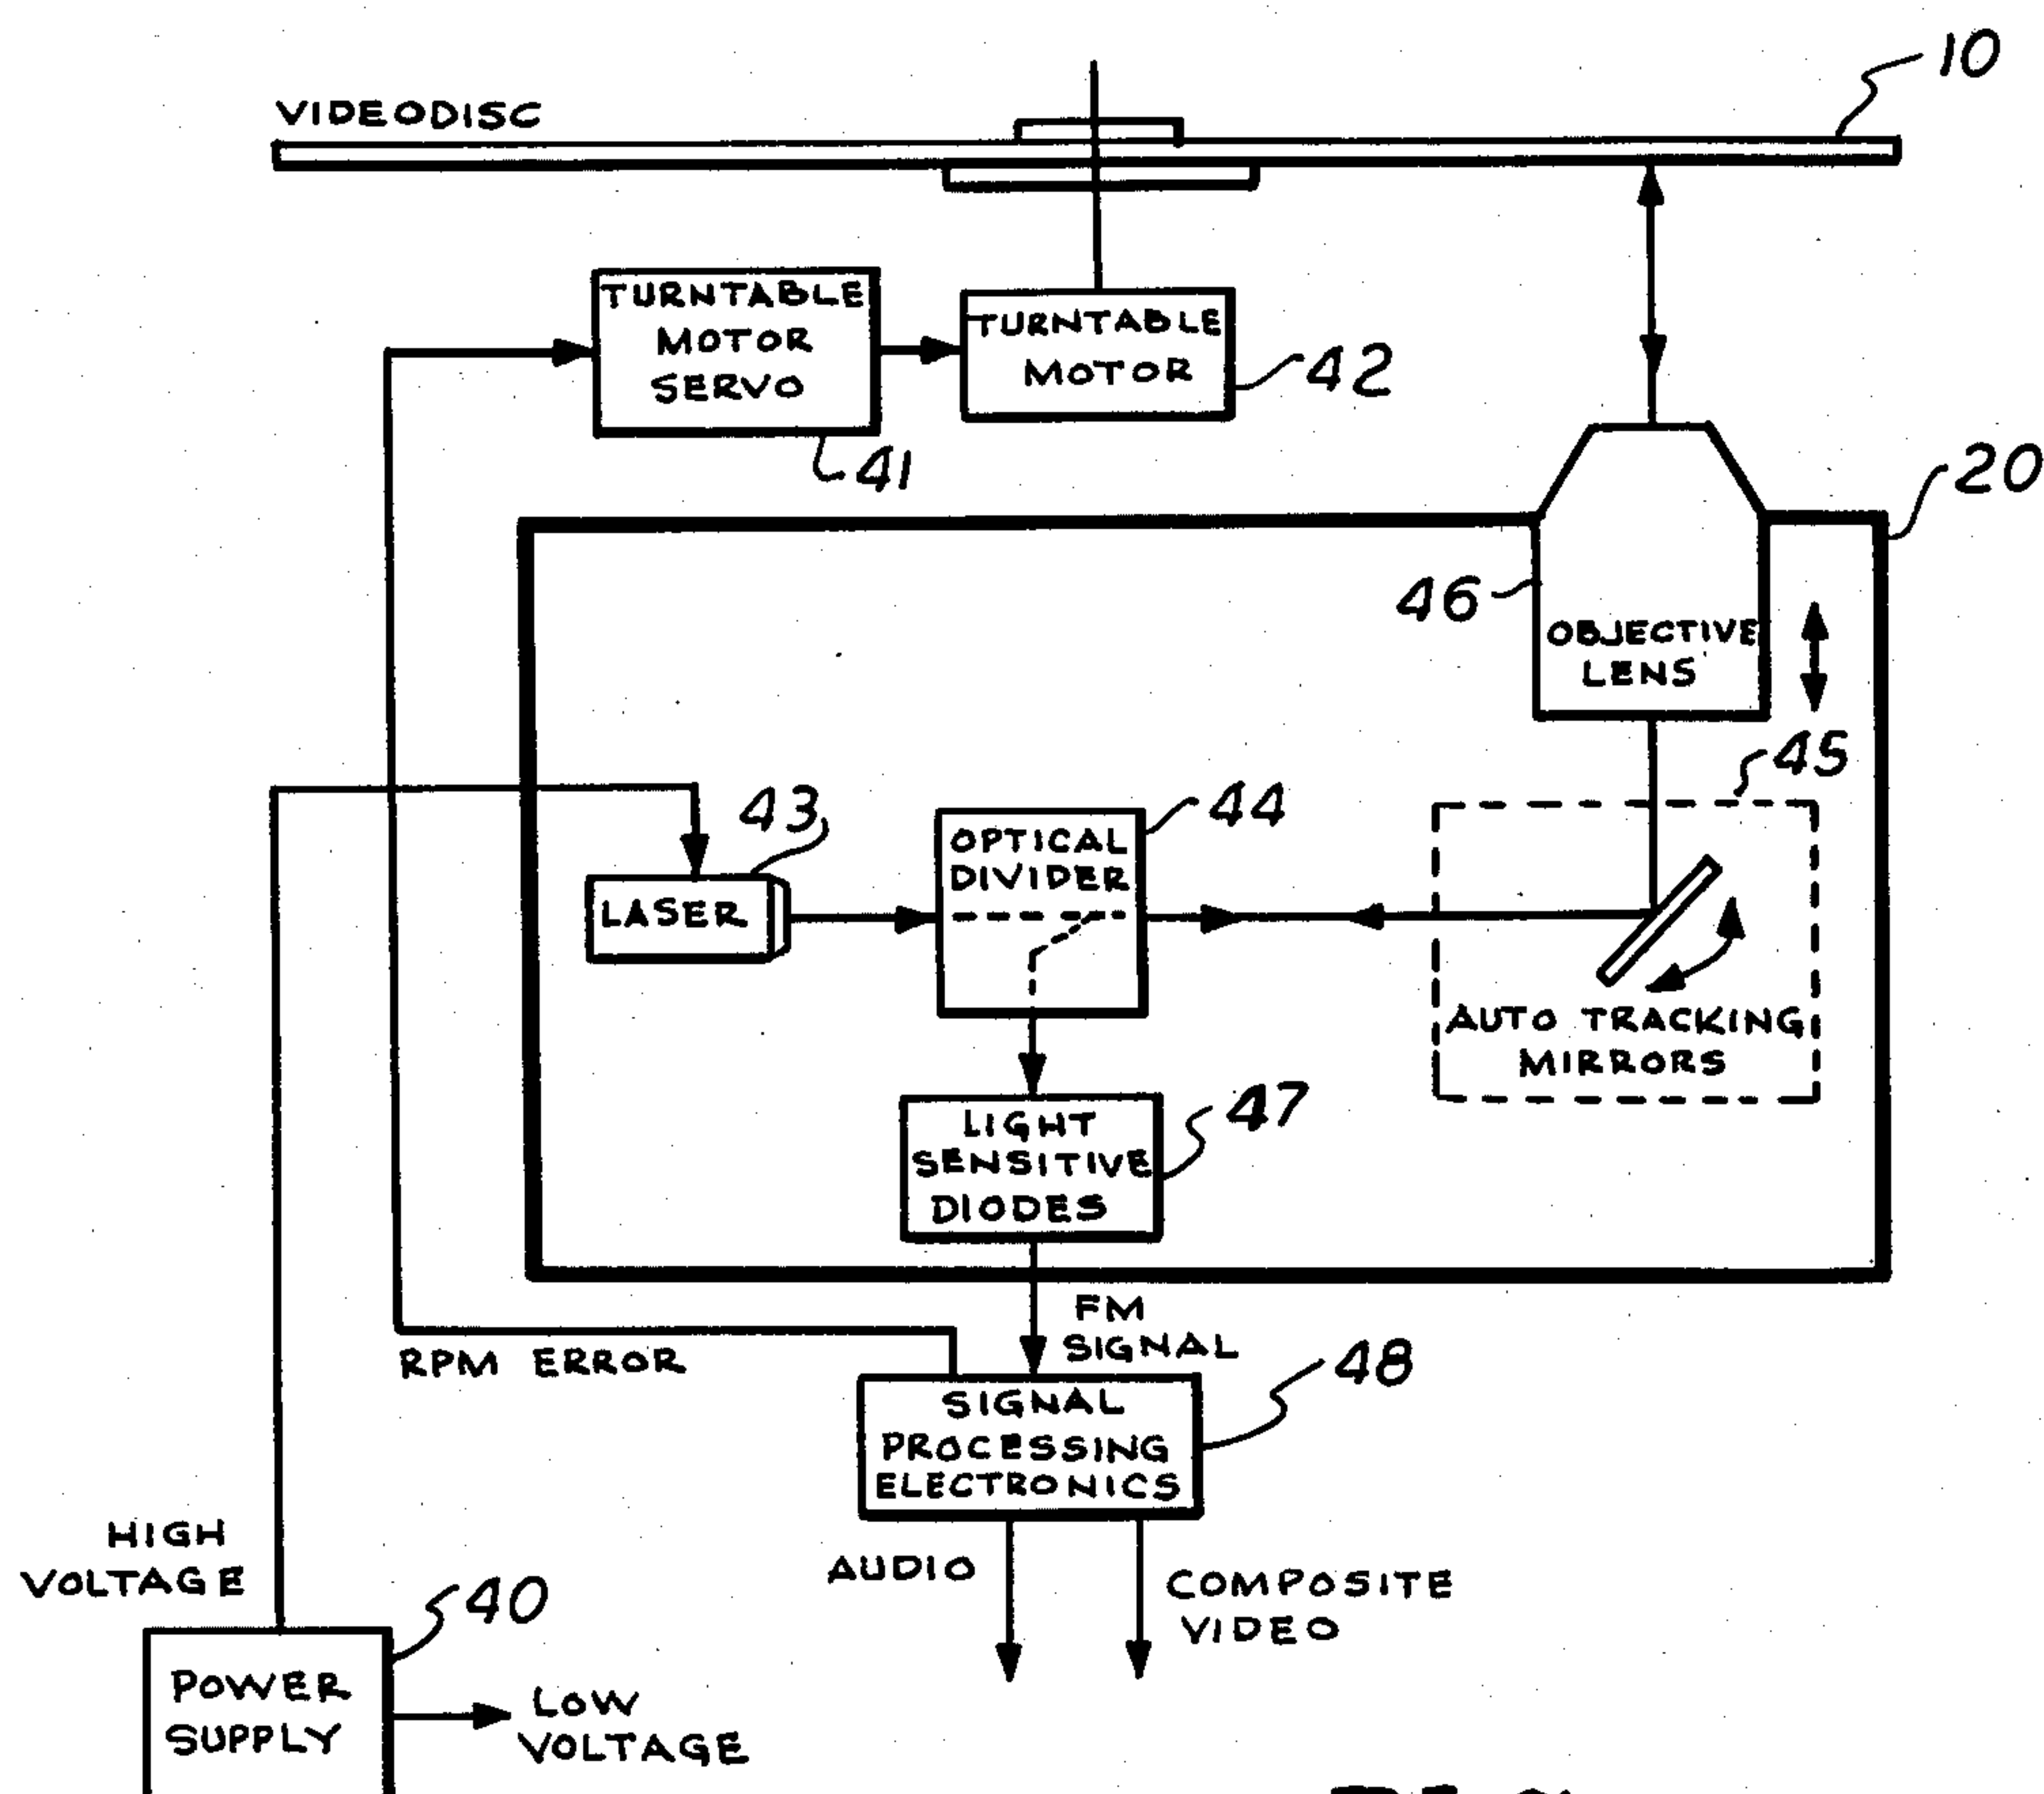 10
VIDEODISC
TURNTABLE
MOTOR
SERVO
TURNTABLE
MOTOR
42
41
20
46
OBJECTIVE
LENS
45
43
44
OPTICAL
DIVIDER
LASER
AUTO TRACKING
MIRRORS
47
LIGHT
SENSITIVE
DIODES
FM
SIGNAL
RPM ERROR
48
SIGNAL
PROCESSING
ELECTRONICS
HIGH
VOLTAGE
AUDIO
COMPOSITE
VIDEO
40
POWER
SUPPLY
LOW
VOLTAGE